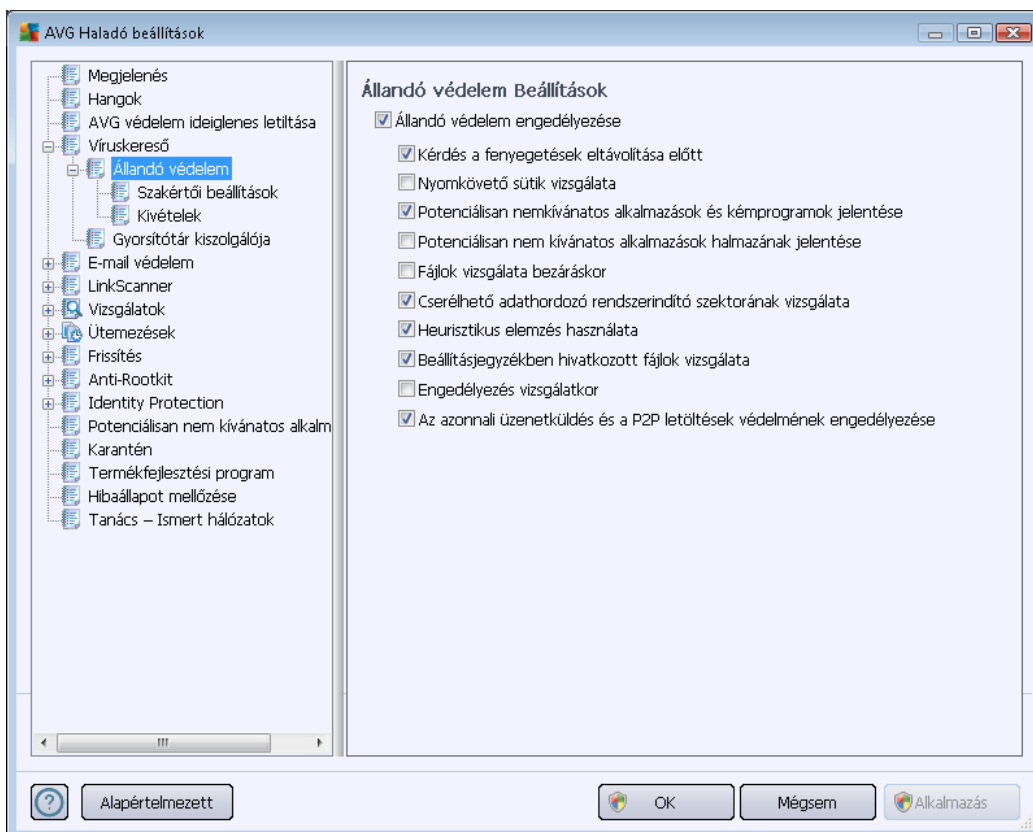 AVG Haladó beállítások
Megjelenés
Hangok
AVG védelem ideiglenes letiltása
Víruskereső
Állandó védelem
Szakértői beállítások
Kivételek
Gyorsítótár kiszolgálója
E-mail védelem
LinkScanner
Vizsgálatok
Ütemezések
Frissítés
Anti-Rootkit
Identity Protection
Potenciálisan nem kívánatos alkalm
Karantén
Termékfejlesztési program
Hibaállapot mellőzése
Tanács – Ismert hálózatok
Állandó védelem Beállítások
Állandó védelem engedélyezése
Kérdés a fenyegetések eltávolítása előtt
Nyomkövető sütik vizsgálata
Potenciálisan nemkívánatos alkalmazások és kémprogramok jelentése
Potenciálisan nem kívánatos alkalmazások halmazának jelentése
Fájlok vizsgálata bezáráskor
Cserélhető adathordozó rendszerindító szektorának vizsgálata
Heurisztikus elemzés használata
Beállításjegyzékben hivatkozott fájlok vizsgálata
Engedélyezés vizsgálatkor
Az azonnali üzenetküldés és a P2P letöltések védelmének engedélyezése
Alapértelmezett
OK
Mégsem
Alkalmazás